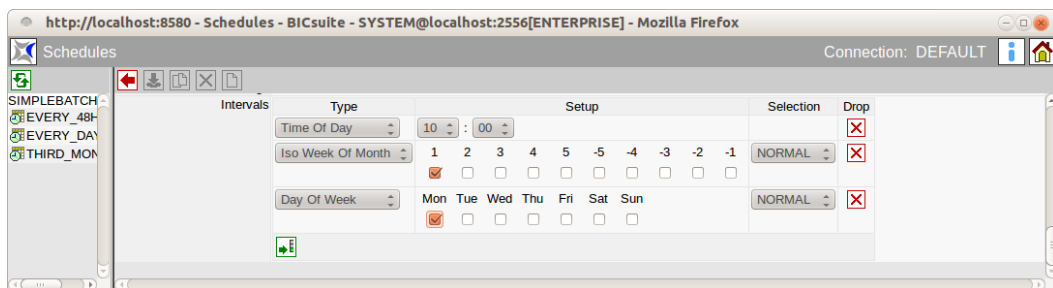 http://localhost:8580 - Schedules - BICsuite - SYSTEM@localhost:2556[ENTERPRISE] - Mozilla Firefox
Schedules
Connection: DEFAULT
SIMPLEBATCH
EVERY_48H
EVERY_DAY
THIRD_MON
Intervals Type Setup Selection Drop
Time Of Day 10 : 00
Iso Week Of Month 1 2 3 4 5 -5 -4 -3 -2 -1 NORMAL
Day Of Week Mon Tue Wed Thu Fri Sat Sun NORMAL